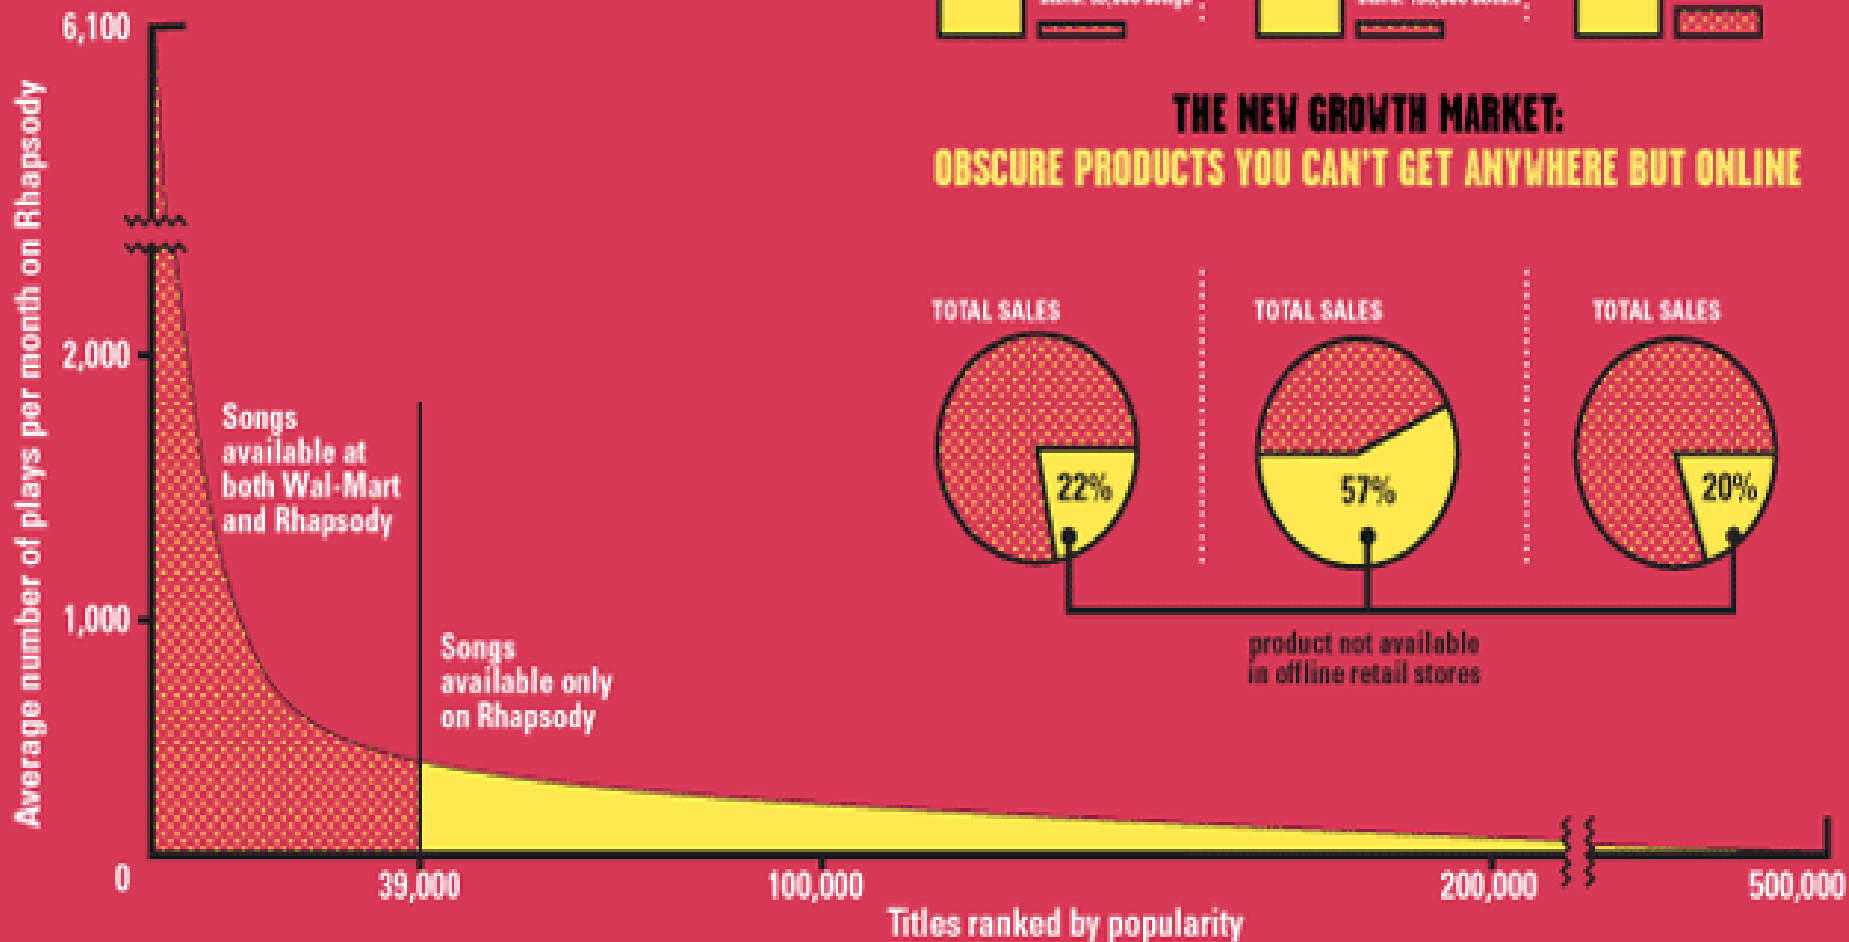 6,100
2,000
1,000
0
Average number of plays per month on Rhapsody
Songs
available at
both Wal-Mart
and Rhapsody
Songs
available only
on Rhapsody
39,000
100,000
200,000
500,000
Titles ranked by popularity
THE NEW GROWTH MARKET:
OBSCURE PRODUCTS YOU CAN'T GET ANYWHERE BUT ONLINE
TOTAL SALES
TOTAL SALES
TOTAL SALES
22%
57%
20%
product not available
in offline retail stores